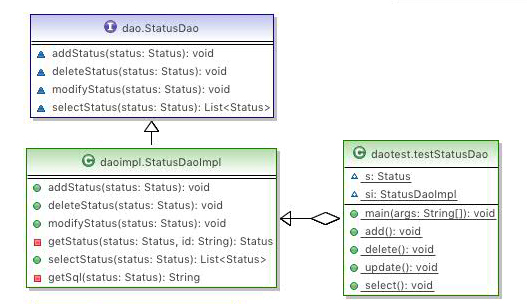 I dao.StatusDao
addStatus(status: Status): void
deleteStatus(status: Status): void
modifyStatus(status: Status): void
selectStatus(status: Status): List<Status>
C daoimpl.StatusDaoImpl
addStatus(status: Status): void
deleteStatus(status: Status): void
modifyStatus(status: Status): void
getStatus(status: Status, id: String): Status
selectStatus(status: Status): List<Status>
getSql(status: Status): String
C daotest.testStatusDao
s: Status
si: StatusDaoImpl
main(args: String[]): void
add(): void
delete(): void
update(): void
select(): void